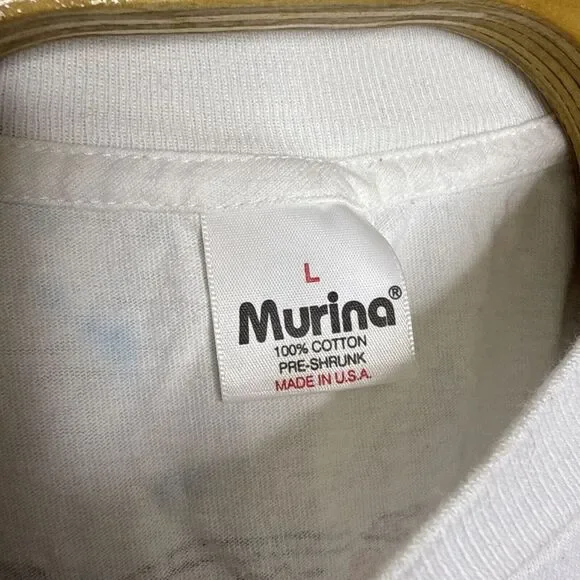 L
Murina®
100% COTTON
PRE-SHRUNK
MADE IN U.S.A.